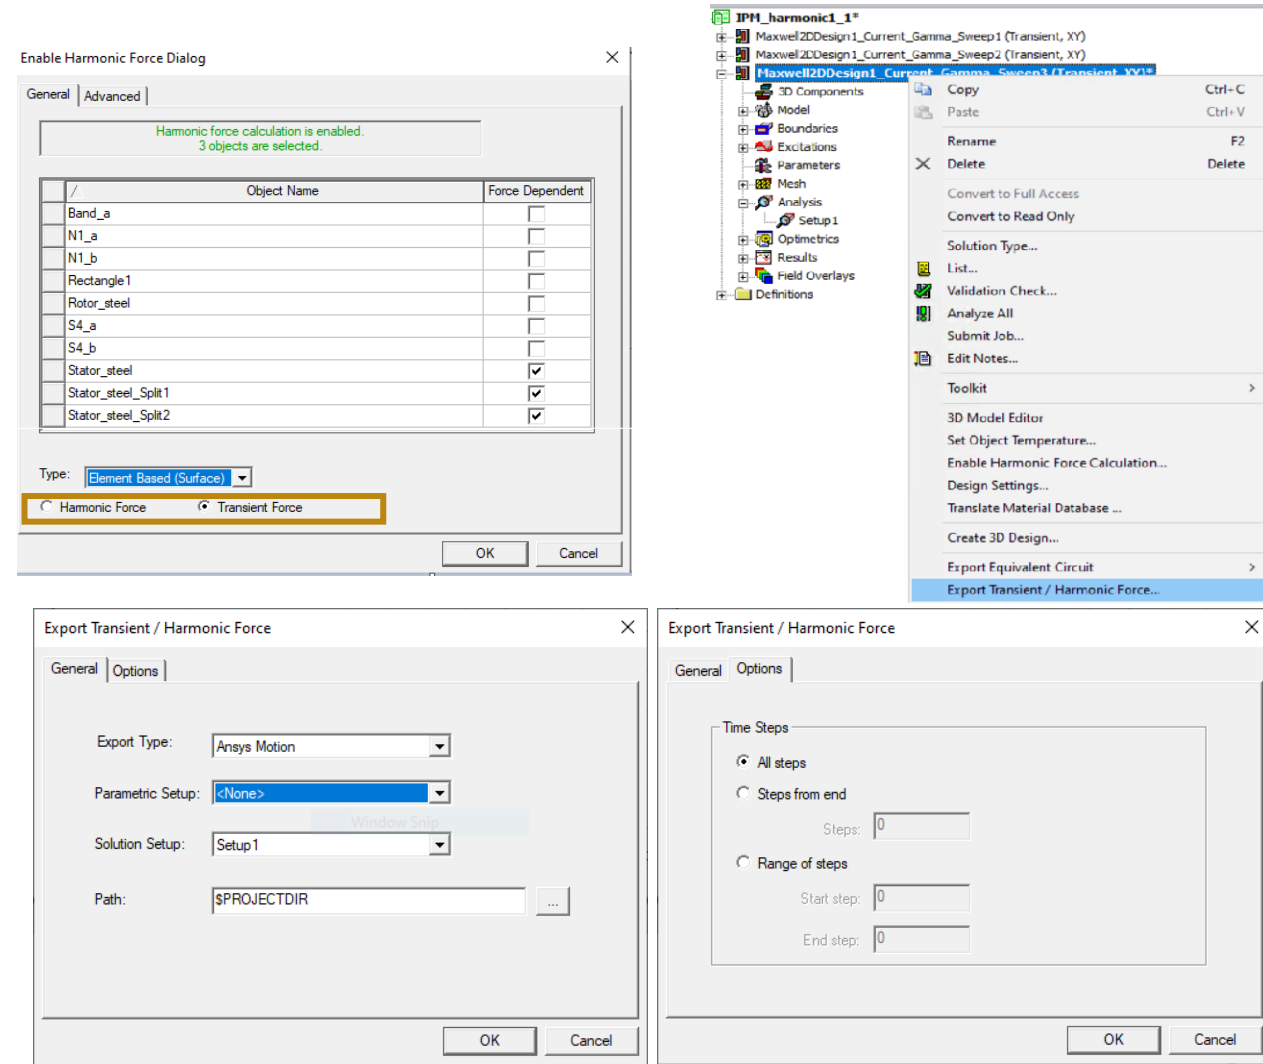 Enable Harmonic Force Dialog
General
Advanced
Harmonic force calculation is enabled.
3 objects are selected.
/ Object Name Force Dependent
Band_a
N1_a
N1_b
Rectangle1
Rotor_steel
S4_a
S4_b
Stator_steel
Stator_steel_Split1
Stator_steel_Split2
Type: Element Based (Surface)
Harmonic Force Transient Force
OK Cancel
IPM_harmonic1_1*
Maxwell2DDesign1_Current_Gamma_Sweep1 (Transient, XY)
Maxwell2DDesign1_Current_Gamma_Sweep2 (Transient, XY)
Maxwell2DDesign1_Current_Gamma_Sweep3 (Transient, XY)*
3D Components
Model
Boundaries
Excitations
Parameters
Mesh
Analysis
Setup1
Optimetrics
Results
Field Overlays
Definitions
Copy Ctrl+C
Paste Ctrl+V
Rename F2
Delete Delete
Convert to Full Access
Convert to Read Only
Solution Type...
List...
Validation Check...
Analyze All
Submit Job...
Edit Notes...
Toolkit >
3D Model Editor
Set Object Temperature...
Enable Harmonic Force Calculation...
Design Settings...
Translate Material Database ...
Create 3D Design...
Export Equivalent Circuit >
Export Transient / Harmonic Force...
Export Transient / Harmonic Force
General Options
Export Type: Ansys Motion
Parametric Setup: <None>
Window Snip
Solution Setup: Setup1
Path: $PROJECTDIR ...
OK Cancel
Export Transient / Harmonic Force
General Options
Time Steps
All steps
Steps from end
Steps: 0
Range of steps
Start step: 0
End step: 0
OK Cancel